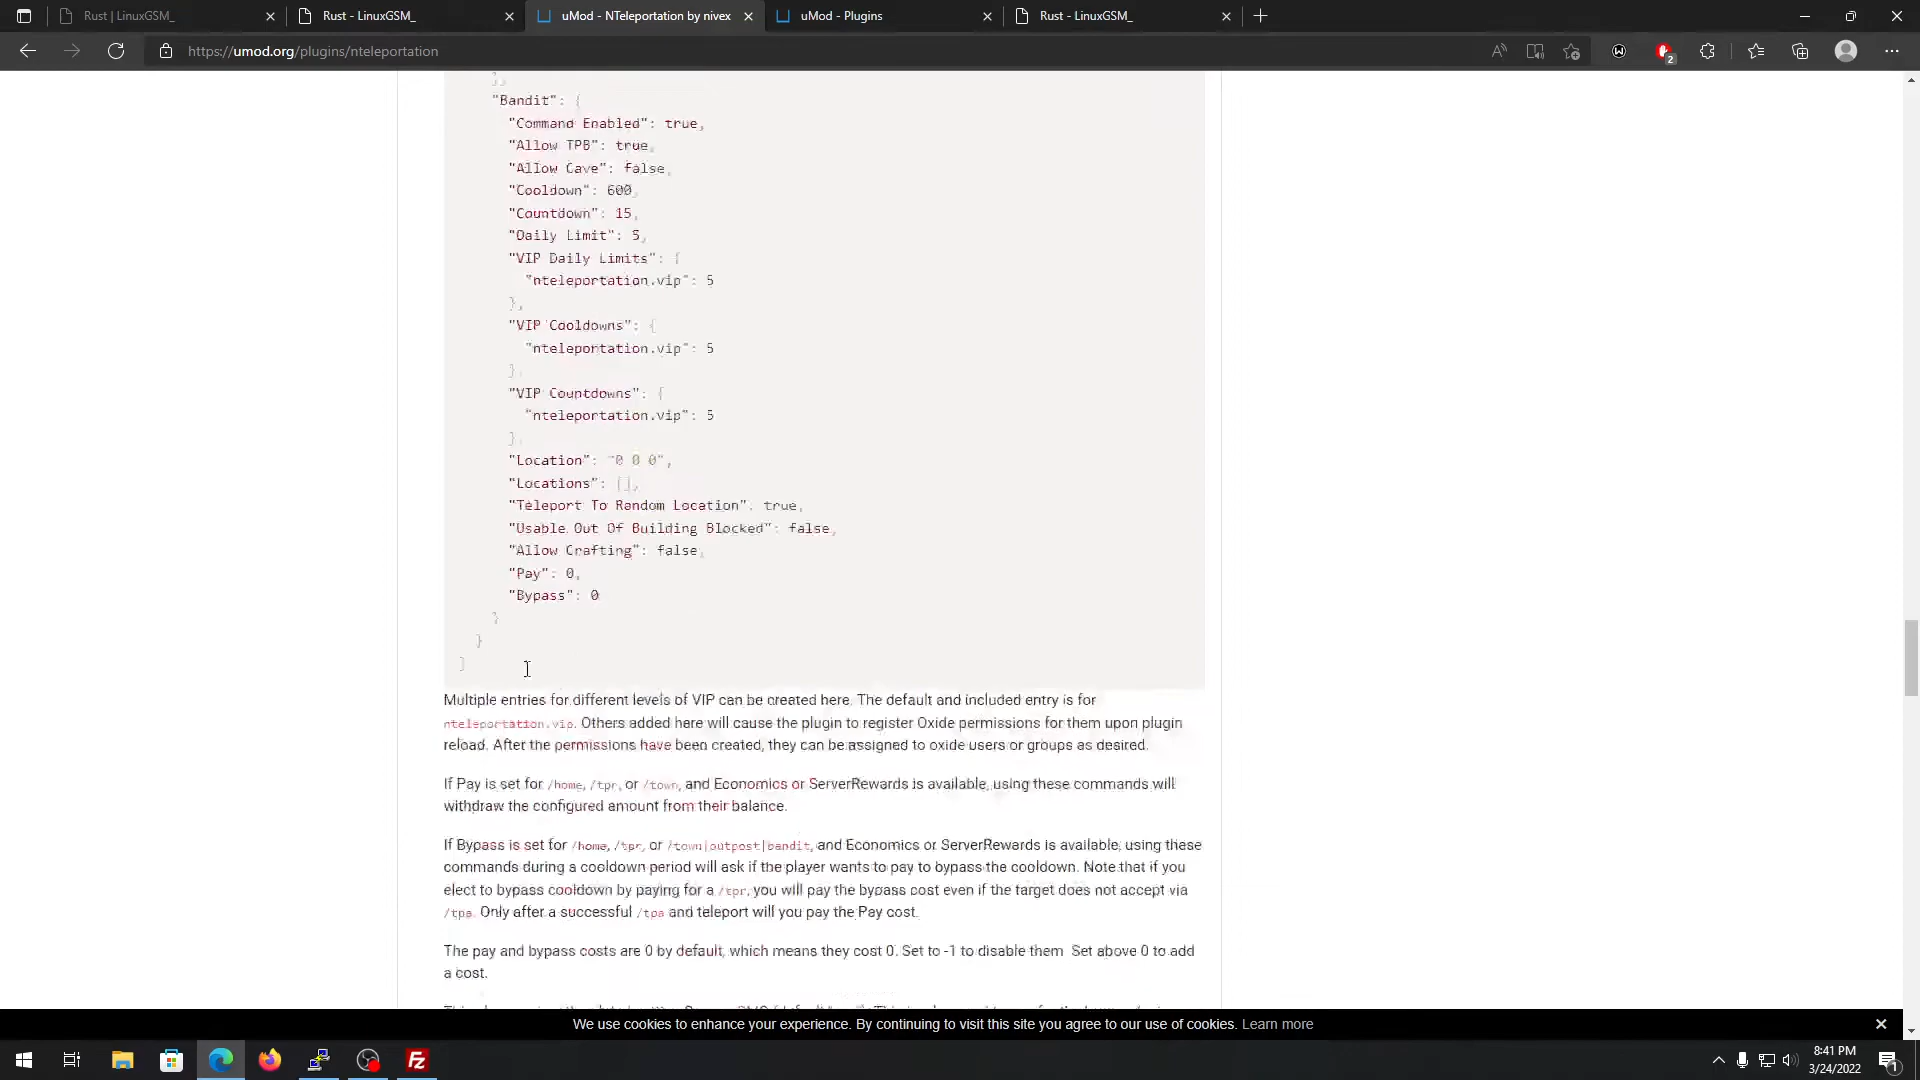 Rust | LinuxGSM_
Rust - LinuxGSM_
uMod - NTeleportation by nivex
uMod - Plugins
Rust - LinuxGSM_
https://umod.org/plugins/nteleportation
2
"Bandit": {
"Command Enabled": true,
"Allow TPB": true,
"Allow Cave": false,
"Cooldown": 600,
"Countdown": 15,
"Daily Limit": 5,
"VIP Daily Limits": {
"nteleportation.vip": 5
},
"VIP Cooldowns": {
"nteleportation.vip": 5
},
"VIP Countdowns": {
"nteleportation.vip": 5
},
"Location": "0 0 0",
"Locations": [],
"Teleport To Random Location": true,
"Usable Out Of Building Blocked": false,
"Allow Crafting": false,
"Pay": 0,
"Bypass": 0
}
}
Multiple entries for different levels of VIP can be created here. The default and included entry is for
nteleportation.vip. Others added here will cause the plugin to register Oxide permissions for them upon plugin
reload. After the permissions have been created, they can be assigned to oxide users or groups as desired.
If Pay is set for /home, /tpr, or /town, and Economics or ServerRewards is available, using these commands will
withdraw the configured amount from their balance.
If Bypass is set for /home, /tpr, or /town|outpost|bandit, and Economics or ServerRewards is available, using these
commands during a cooldown period will ask if the player wants to pay to bypass the cooldown. Note that if you
elect to bypass cooldown by paying for a /tpr, you will pay the bypass cost even if the target does not accept via
/tpa. Only after a successful /tpa and teleport will you pay the Pay cost.
The pay and bypass costs are 0 by default, which means they cost 0. Set to -1 to disable them. Set above 0 to add
a cost.
We use cookies to enhance your experience. By continuing to visit this site you agree to our use of cookies. Learn more
8:41 PM
3/24/2022
1